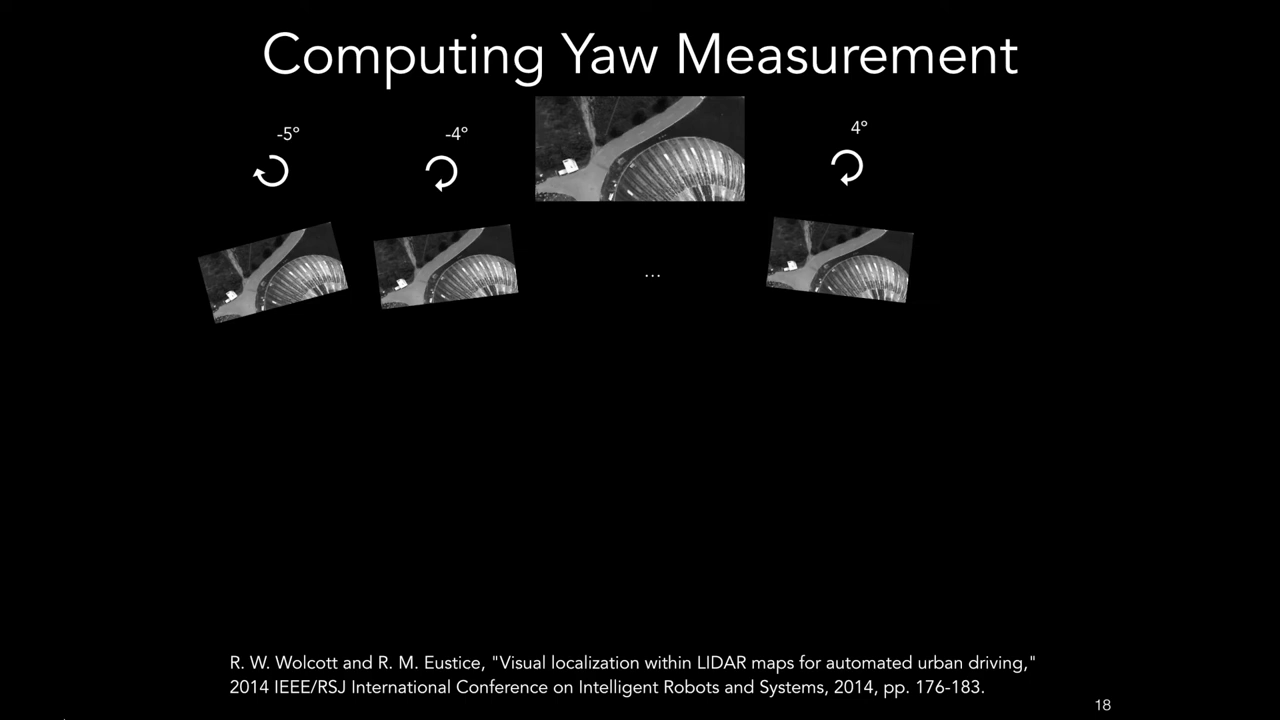 Computing Yaw Measurement
-5°
-4°
4°
...
R. W. Wolcott and R. M. Eustice, "Visual localization within LIDAR maps for automated urban driving,"
2014 IEEE/RSJ International Conference on Intelligent Robots and Systems, 2014, pp. 176-183.
18